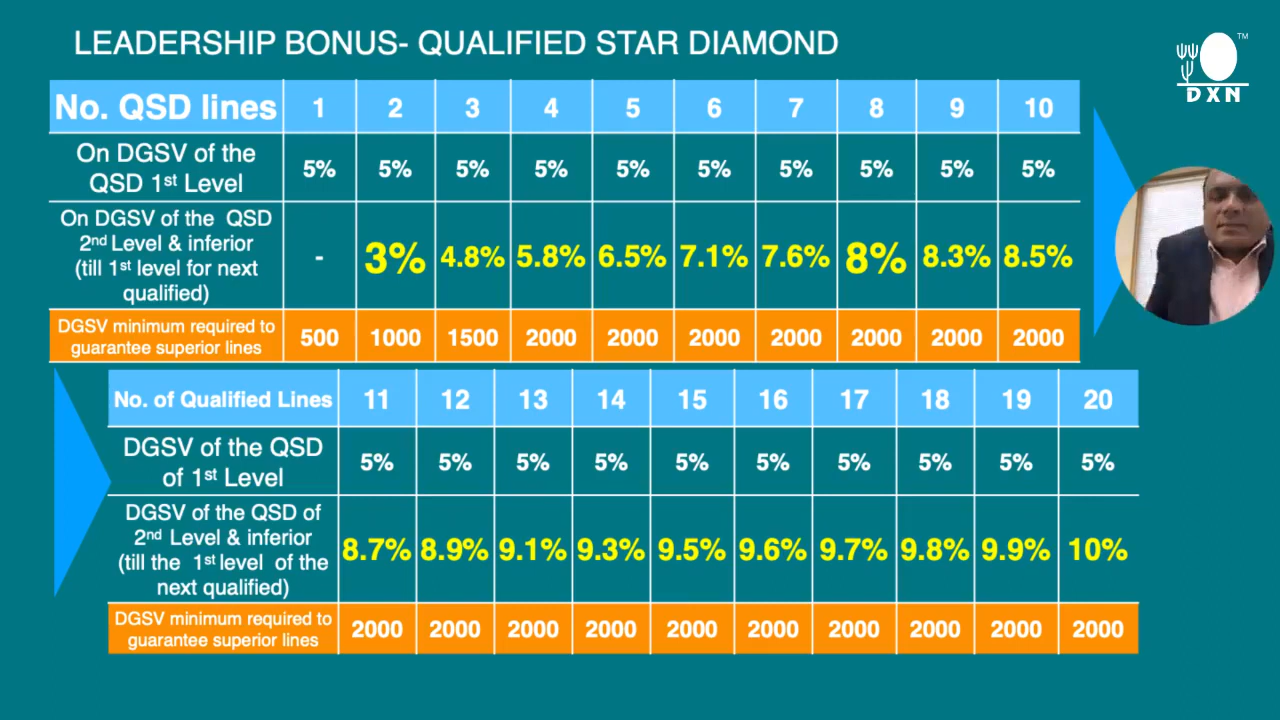 LEADERSHIP BONUS- QUALIFIED STAR DIAMOND
TM
DXN
No. QSD lines 1 2 3 4 5 6 7 8 9 10
On DGSV of the
QSD 1st Level
5% 5% 5% 5% 5% 5% 5% 5% 5% 5%
On DGSV of the QSD
2nd Level & inferior
(till 1st level for next
qualified)
- 3% 4.8% 5.8% 6.5% 7.1% 7.6% 8% 8.3% 8.5%
DGSV minimum required to
guarantee superior lines
500 1000 1500 2000 2000 2000 2000 2000 2000 2000
No. of Qualified Lines 11 12 13 14 15 16 17 18 19 20
DGSV of the QSD
of 1st Level
5% 5% 5% 5% 5% 5% 5% 5% 5% 5%
DGSV of the QSD of
2nd Level & inferior
(till the 1st level of the
next qualified)
8.7% 8.9% 9.1% 9.3% 9.5% 9.6% 9.7% 9.8% 9.9% 10%
DGSV minimum required to
guarantee superior lines
2000 2000 2000 2000 2000 2000 2000 2000 2000 2000